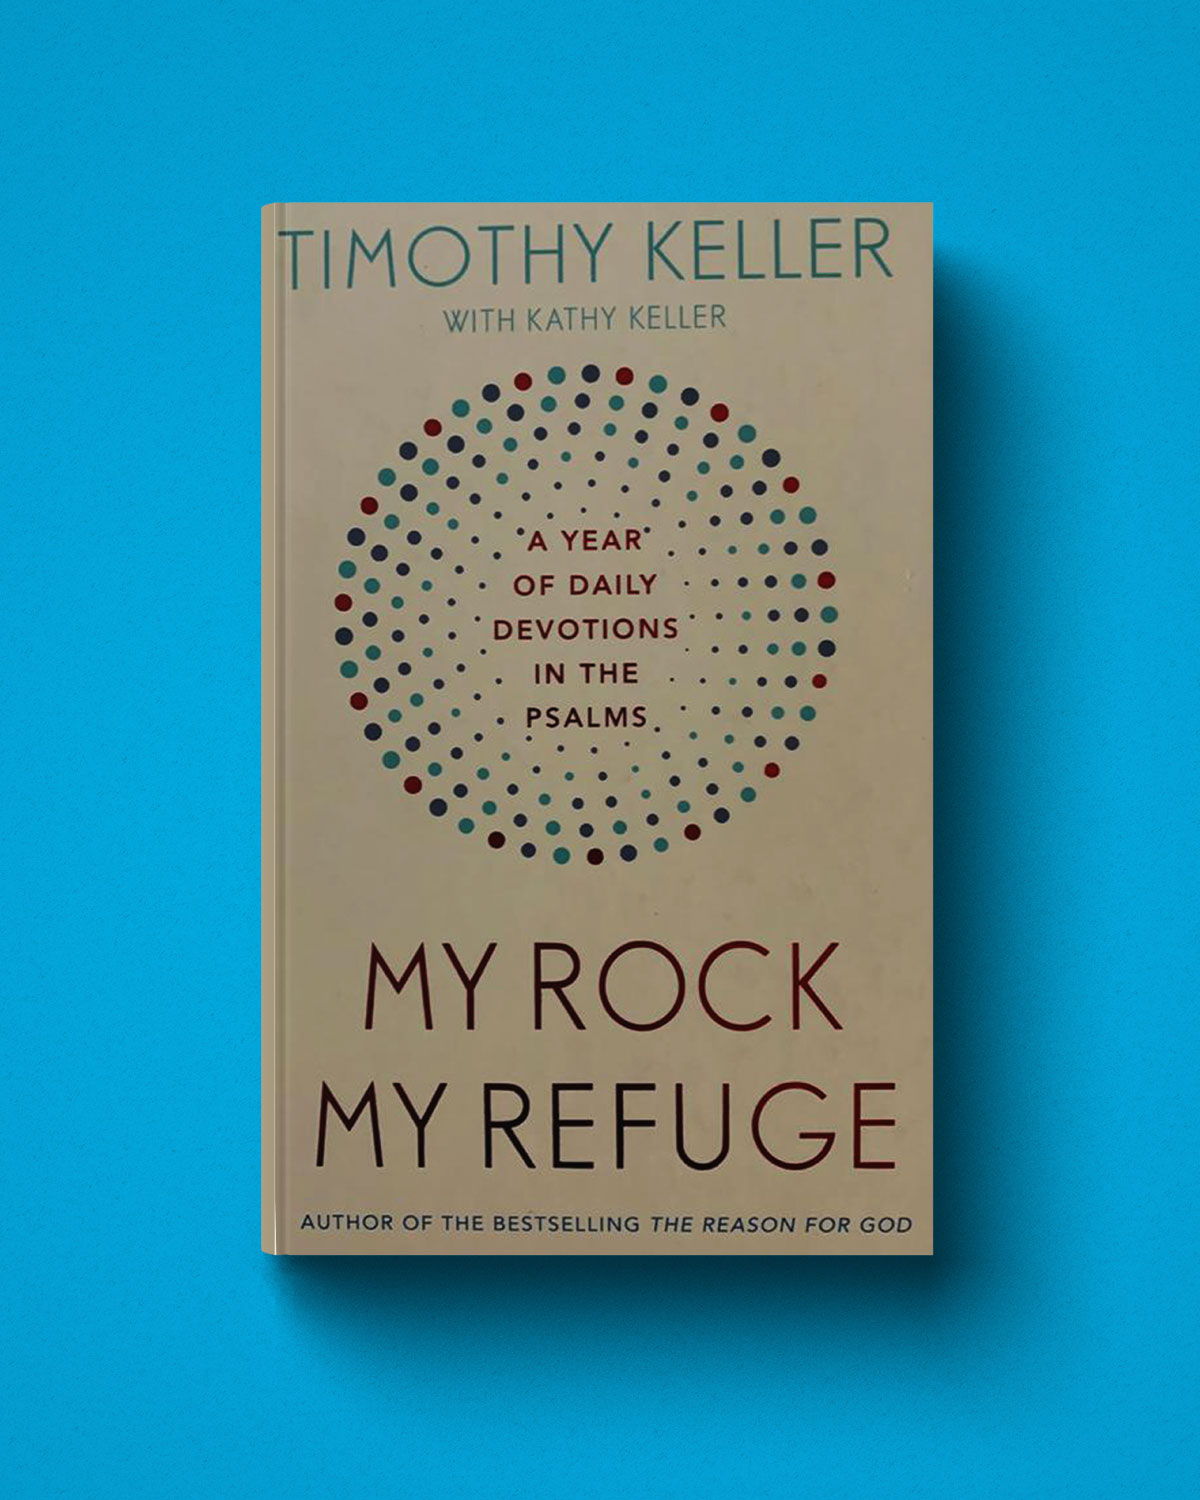 TIMOTHY KELLER
WITH KATHY KELLER
A YEAR
OF DAILY
DEVOTIONS
IN THE
PSALMS
MY ROCK
MY REFUGE
AUTHOR OF THE BESTSELLING THE REASON FOR GOD